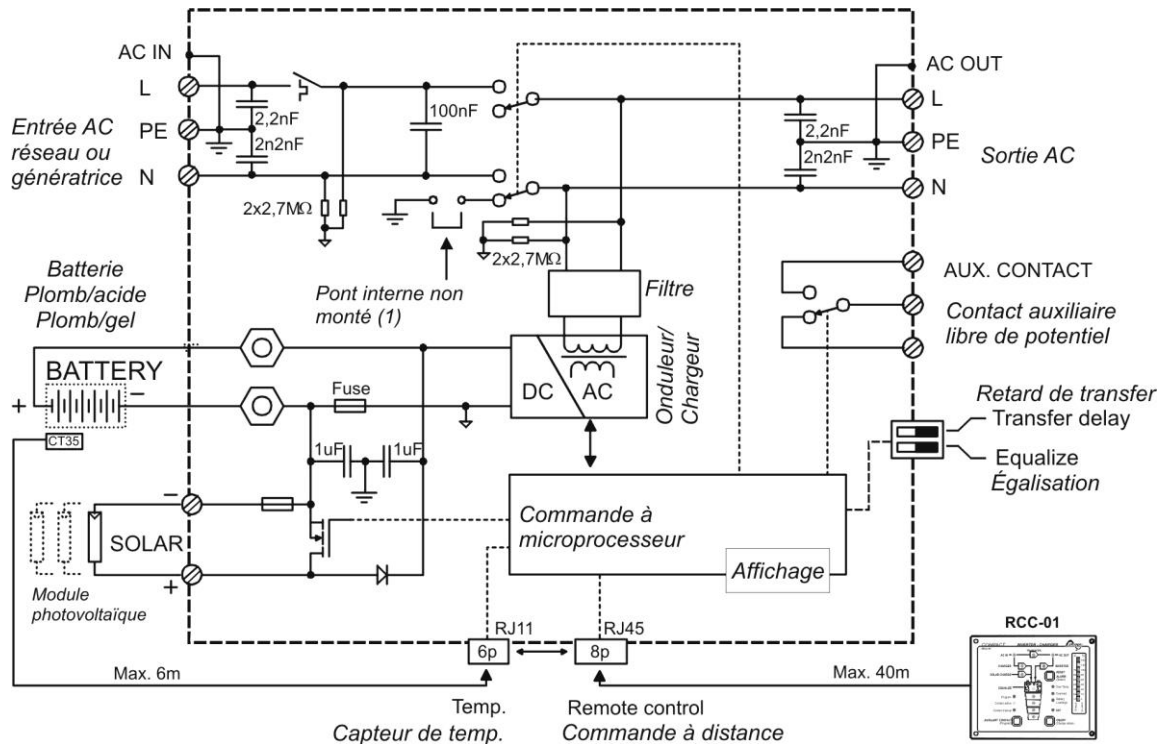 AC IN
L
PE
N
Entrée AC
réseau ou
génératrice
2,2nF
2n2nF
100nF
2x2,7MΩ
2x2,7MΩ
Pont interne non
monté (1)
AC OUT
L
PE
N
2,2nF
2n2nF
Sortie AC
Filtre
DC
AC
Onduleur/
Chargeur
AUX. CONTACT
Contact auxiliaire
libre de potentiel
Retard de transfer
Transfer delay
Equalize
Égalisation
Batterie
Plomb/acide
Plomb/gel
BATTERY
+
−
CT35
Fuse
1uF
1uF
−
SOLAR
+
Module
photovoltaïque
Commande à
microprocesseur
Affichage
RJ11
6p
RJ45
8p
Max. 6m
Max. 40m
Temp.
Capteur de temp.
Remote control
Commande à distance
RCC-01